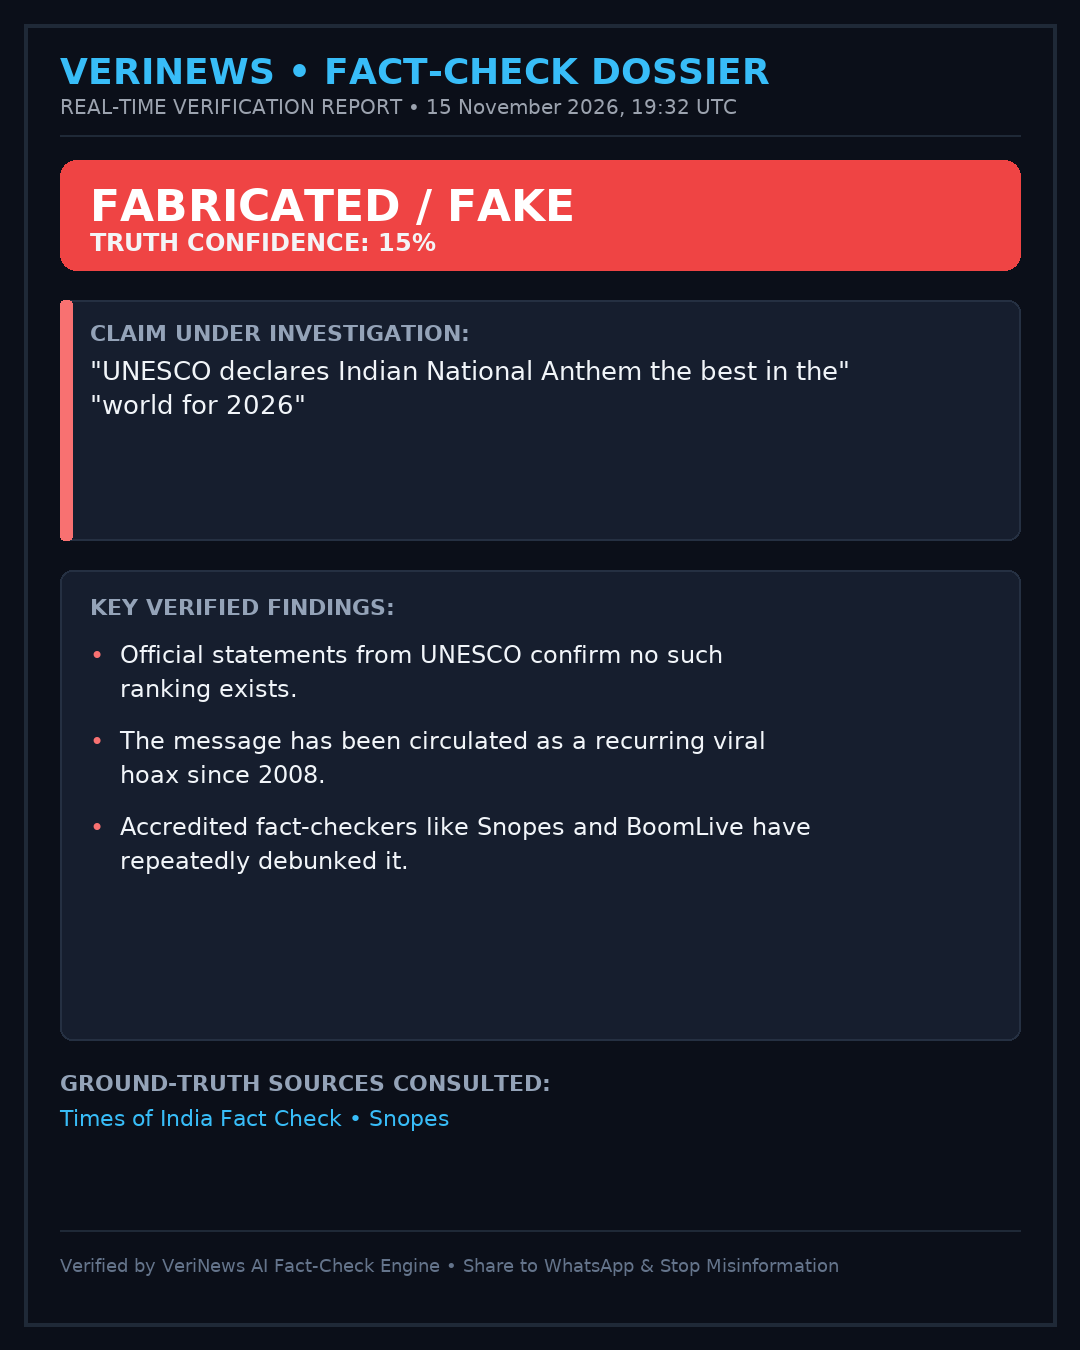 VERINEWS • FACT-CHECK DOSSIER
REAL-TIME VERIFICATION REPORT • 15 November 2026, 19:32 UTC
FABRICATED / FAKE
TRUTH CONFIDENCE: 15%
CLAIM UNDER INVESTIGATION:
"UNESCO declares Indian National Anthem the best in the"
"world for 2026"
KEY VERIFIED FINDINGS:
• Official statements from UNESCO confirm no such
ranking exists.
• The message has been circulated as a recurring viral
hoax since 2008.
• Accredited fact-checkers like Snopes and BoomLive have
repeatedly debunked it.
GROUND-TRUTH SOURCES CONSULTED:
Times of India Fact Check • Snopes
Verified by VeriNews AI Fact-Check Engine • Share to WhatsApp & Stop Misinformation